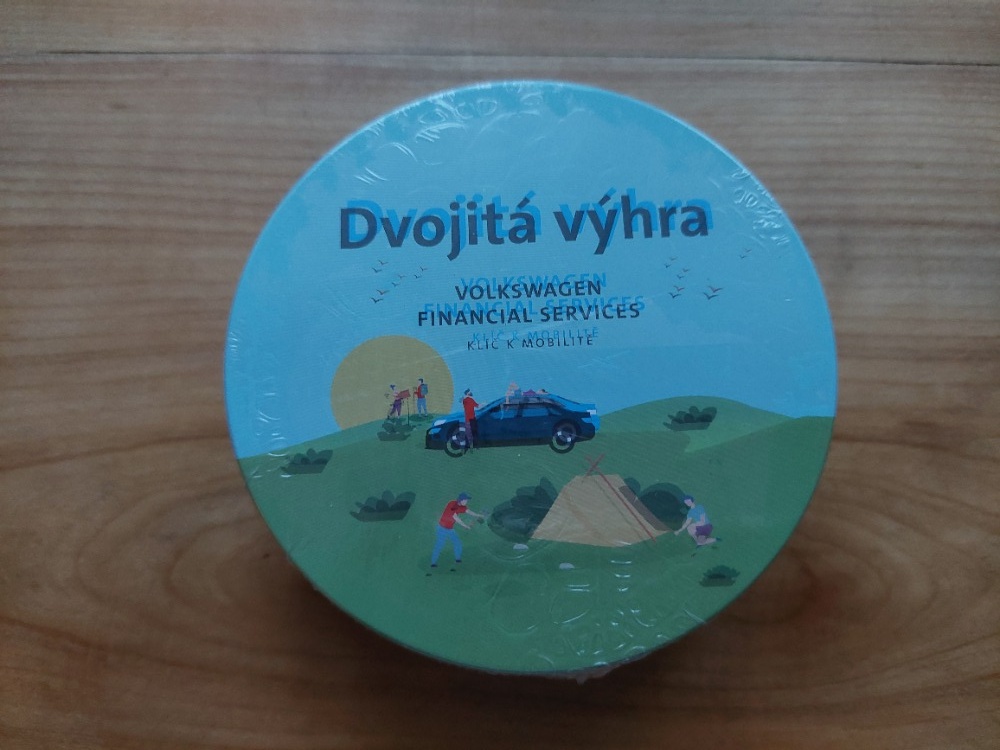 Dvojitá výhra
VOLKSWAGEN
FINANCIAL SERVICES
KLÍČ K MOBILITĚ